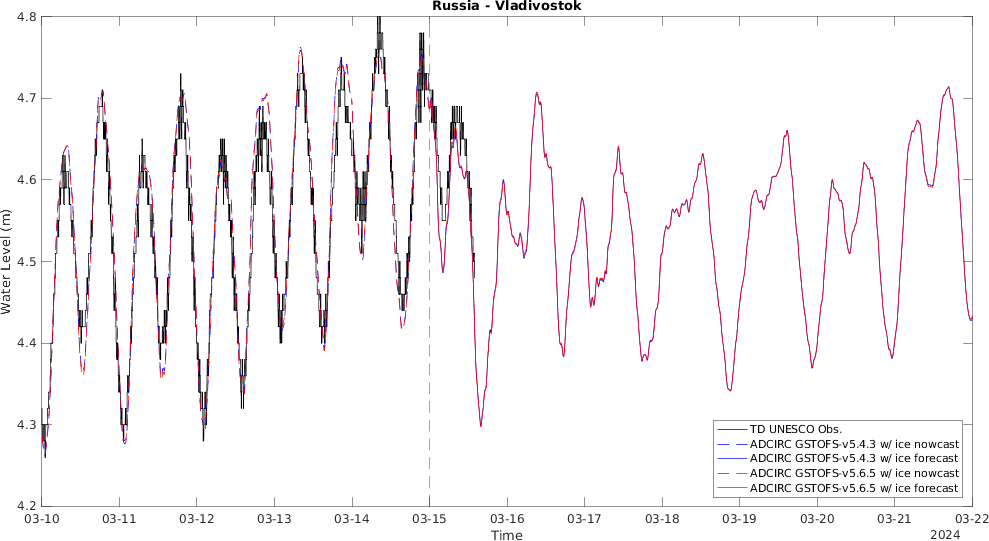 Russia - Vladivostok
4.8
4.7
4.6
4.5
4.4
4.3
4.2
Water Level (m)
03-10 03-11 03-12 03-13 03-14 03-15 03-16 03-17 03-18 03-19 03-20 03-21 03-22
Time
2024
TD UNESCO Obs.
ADCIRC GSTOFS-v5.4.3 w/ ice nowcast
ADCIRC GSTOFS-v5.4.3 w/ ice forecast
ADCIRC GSTOFS-v5.6.5 w/ ice nowcast
ADCIRC GSTOFS-v5.6.5 w/ ice forecast